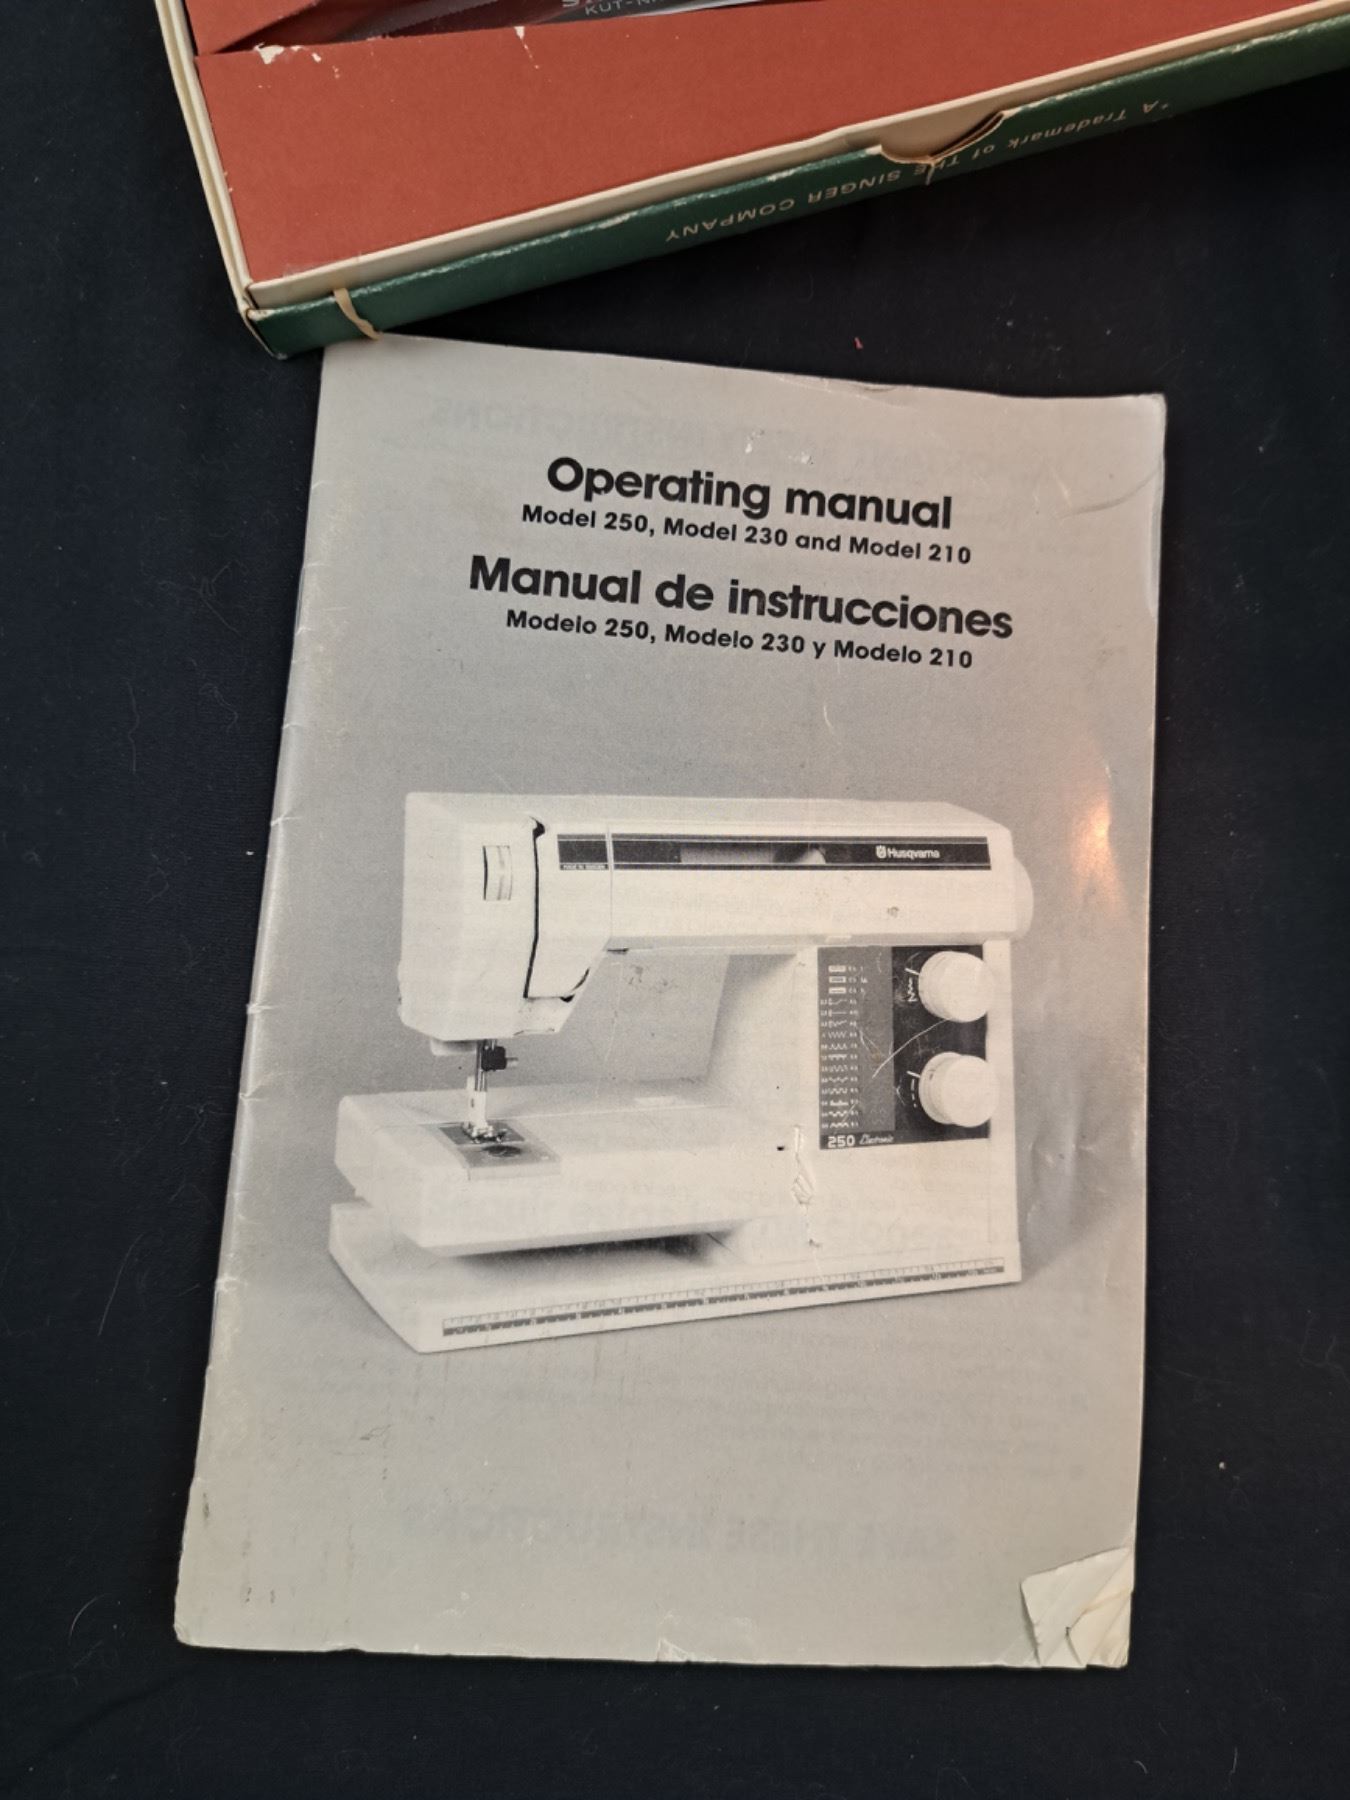 *A Trademark of THE SINGER COMPANY
Operating manual
Model 250, Model 230 and Model 210
Manual de instrucciones
Modelo 250, Modelo 230 y Modelo 210
Husqvarna
250 Electronic